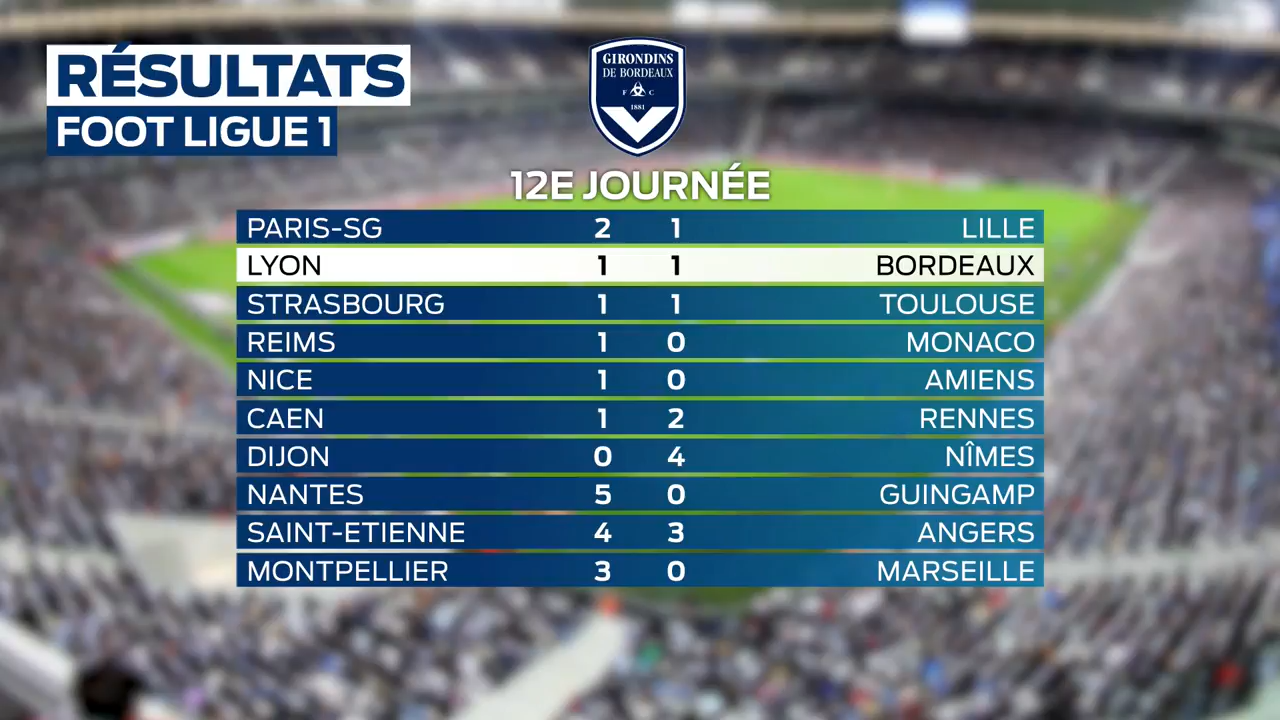 RÉSULTATS
FOOT LIGUE 1
GIRONDINS
DE BORDEAUX
F C
1881
12E JOURNÉE
PARIS-SG 2 1 LILLE
LYON 1 1 BORDEAUX
STRASBOURG 1 1 TOULOUSE
REIMS 1 0 MONACO
NICE 1 0 AMIENS
CAEN 1 2 RENNES
DIJON 0 4 NÎMES
NANTES 5 0 GUINGAMP
SAINT-ETIENNE 4 3 ANGERS
MONTPELLIER 3 0 MARSEILLE